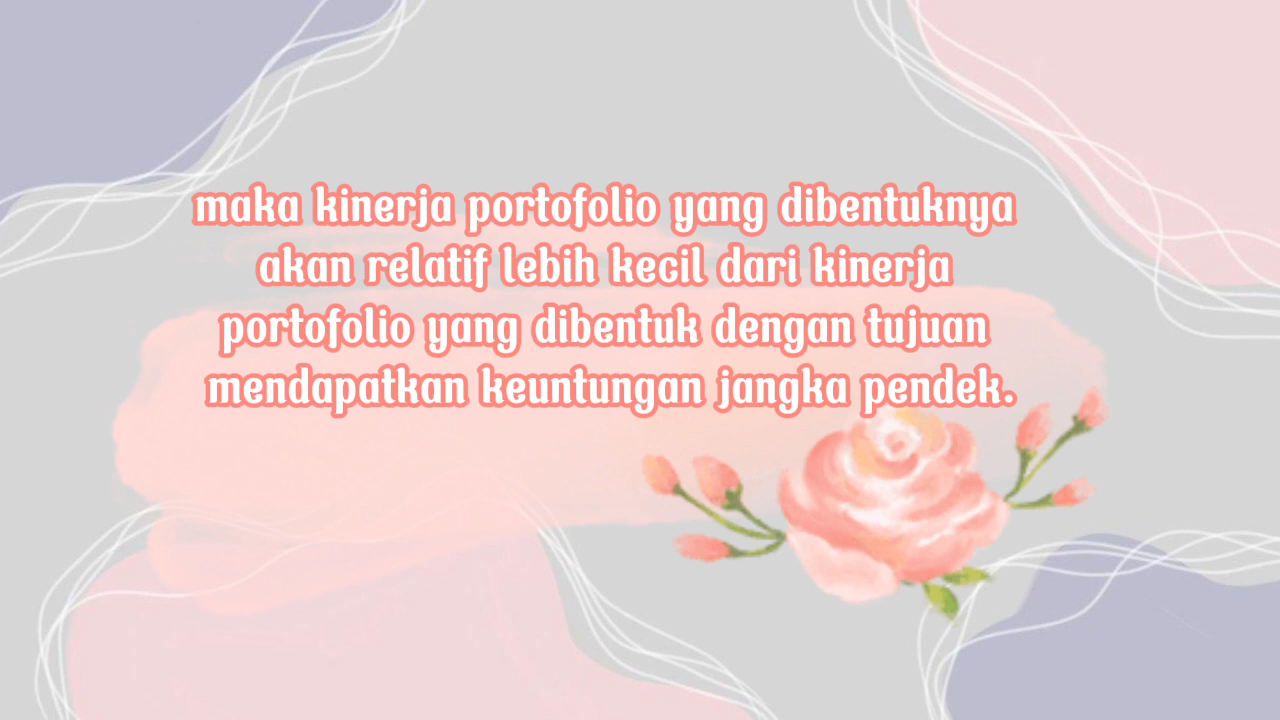 maka kinerja portofolio yang dibentuknya
akan relatif lebih kecil dari kinerja
portofolio yang dibentuk dengan tujuan
mendapatkan keuntungan jangka pendek.